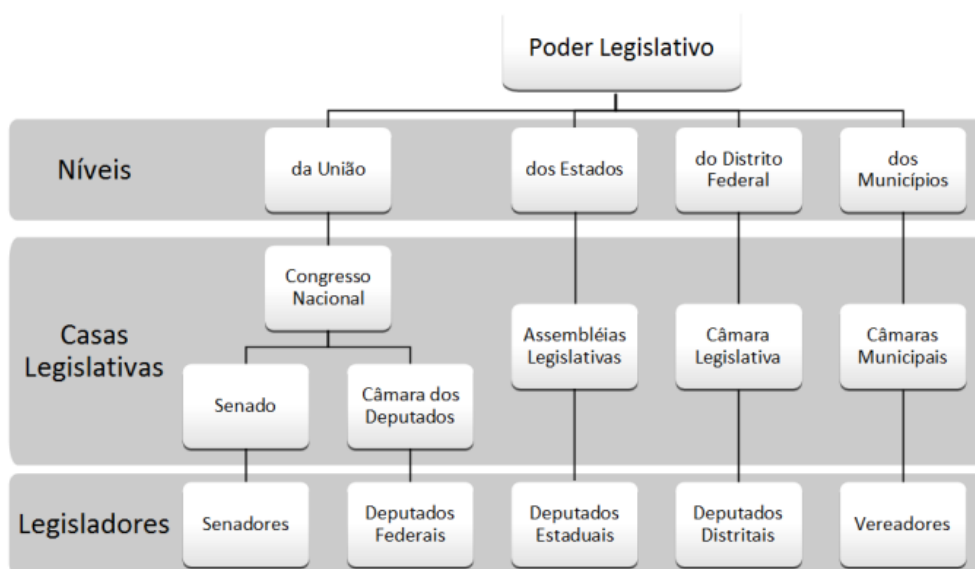 Poder Legislativo
Níveis
da União
dos Estados
do Distrito
Federal
dos
Municípios
Casas
Legislativas
Congresso
Nacional
Senado
Câmara dos
Deputados
Assembléias
Legislativas
Câmara
Legislativa
Câmaras
Municipais
Legisladores
Senadores
Deputados
Federais
Deputados
Estaduais
Deputados
Distritais
Vereadores